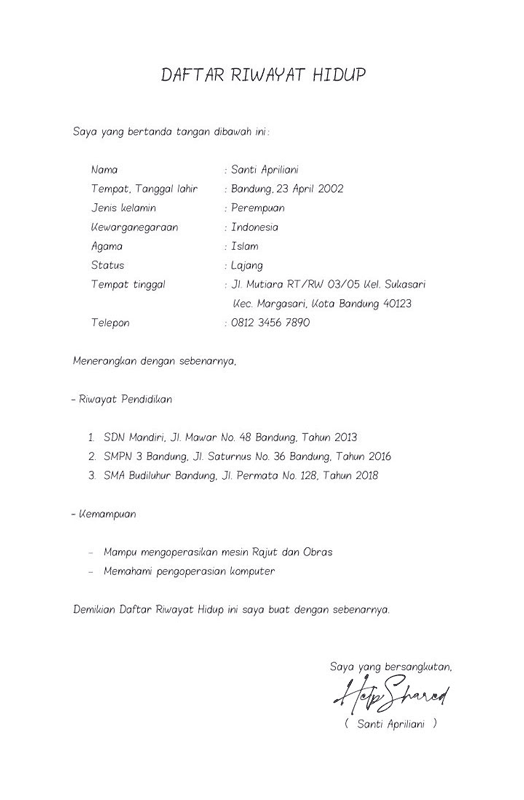 DAFTAR RIWAYAT HIDUP
Saya yang bertanda tangan dibawah ini:
Nama : Santi Apriliani
Tempat, Tanggal lahir : Bandung, 23 April 2002
Jenis kelamin : Perempuan
Kewarganegaraan : Indonesia
Agama : Islam
Status : Lajang
Tempat tinggal : Jl. Mutiara RT/RW 03/05 Kel. Sukasari
Kec. Margasari, Kota Bandung 40123
Telepon : 0812 3456 7890
Menerangkan dengan sebenarnya,
- Riwayat Pendidikan
1. SDN Mandiri, Jl. Mawar No. 48 Bandung, Tahun 2013
2. SMPN 3 Bandung, Jl. Saturnus No. 36 Bandung, Tahun 2016
3. SMA Budiluhur Bandung, Jl. Permata No. 128, Tahun 2018
- Kemampuan
- Mampu mengoperasikan mesin Rajut dan Obras
- Memahami pengoperasian komputer
Demikian Daftar Riwayat Hidup ini saya buat dengan sebenarnya.
Saya yang bersangkutan,
HelpShared
( Santi Apriliani )